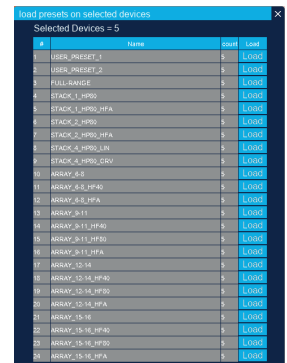 load presets on selected devices
Selected Devices = 5
# Name count Load
1 USER_PRESET_1 5 Load
2 USER_PRESET_2 5 Load
3 FULL-RANGE 5 Load
4 STACK_1_HP80 5 Load
5 STACK_1_HP80_HFA 5 Load
6 STACK_2_HP80 5 Load
7 STACK_2_HP80_HFA 5 Load
8 STACK_4_HP80_LIN 5 Load
9 STACK_4_HP80_CRV 5 Load
10 ARRAY_6-8 5 Load
11 ARRAY_6-8_HF40 5 Load
12 ARRAY_6-8_HFA 5 Load
13 ARRAY_9-11 5 Load
14 ARRAY_9-11_HF40 5 Load
15 ARRAY_9-11_HF80 5 Load
16 ARRAY_9-11_HFA 5 Load
17 ARRAY_12-14 5 Load
18 ARRAY_12-14_HF40 5 Load
19 ARRAY_12-14_HF80 5 Load
20 ARRAY_12-14_HFA 5 Load
21 ARRAY_15-16 5 Load
22 ARRAY_15-16_HF40 5 Load
23 ARRAY_15-16_HF80 5 Load
24 ARRAY_15-16_HFA 5 Load